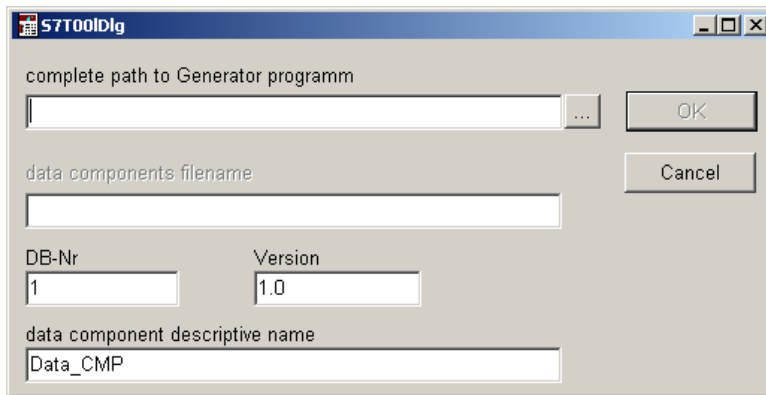 S7T00lDlg
complete path to Generator programm
... OK
data components filename
Cancel
DB-Nr Version
1 1.0
data component descriptive name
Data_CMP